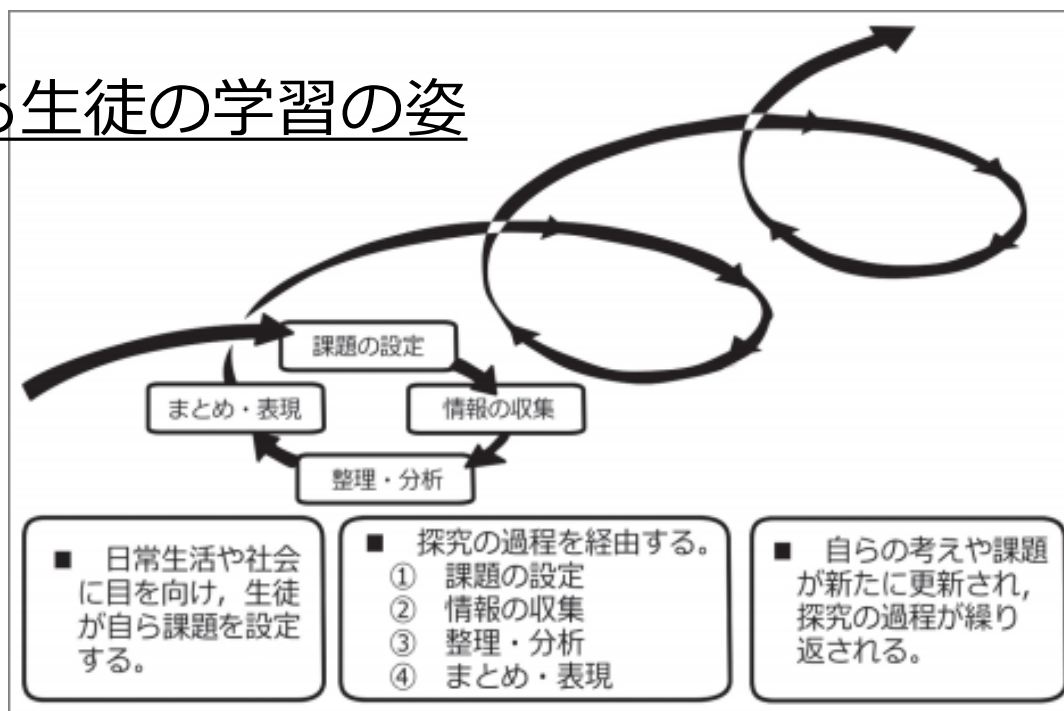 る生徒の学習の姿
課題の設定
まとめ・表現
情報の収集
整理・分析
■ 日常生活や社会
に目を向け，生徒
が自ら課題を設定
する。
■ 探究の過程を経由する。
① 課題の設定
② 情報の収集
③ 整理・分析
④ まとめ・表現
■ 自らの考えや課題
が新たに更新され，
探究の過程が繰り
返される。